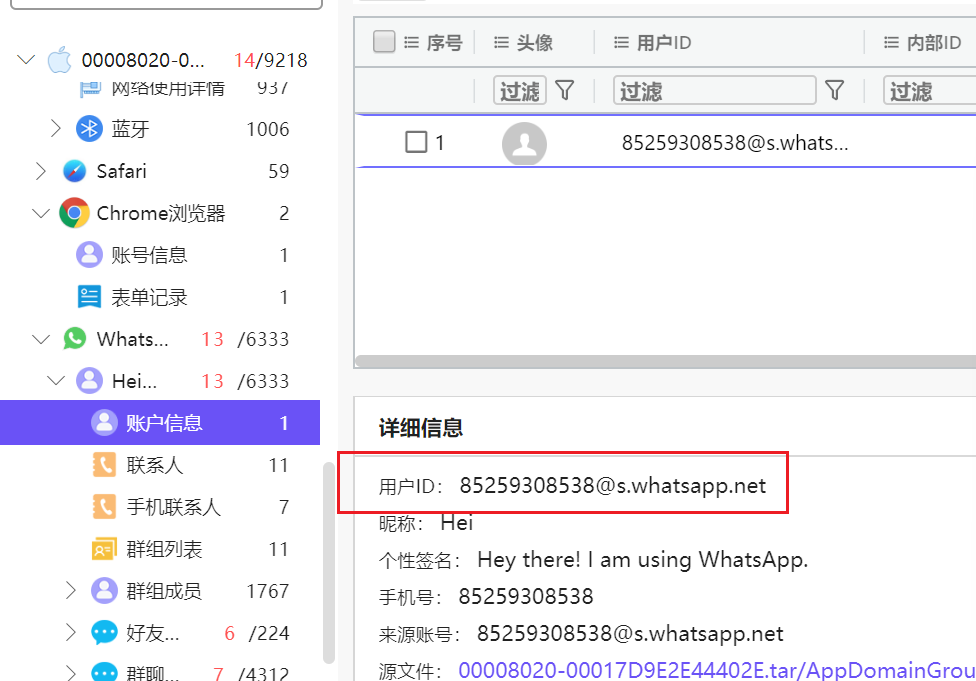 00008020-0... 14/9218
网络使用详情 937
蓝牙 1006
Safari 59
Chrome浏览器 2
账号信息 1
表单记录 1
Whats... 13 /6333
Hei... 13 /6333
账户信息 1
联系人 11
手机联系人 7
群组列表 11
群组成员 1767
好友... 6 /224
群聊... 7 /4312
序号 头像 用户ID 内部ID
过滤 过滤 过滤
1 85259308538@s.whats...
详细信息
用户ID： 85259308538@s.whatsapp.net
昵称： Hei
个性签名： Hey there! I am using WhatsApp.
手机号： 85259308538
来源账号： 85259308538@s.whatsapp.net
源文件： 00008020-00017D9E2E44402E.tar/AppDomainGrou